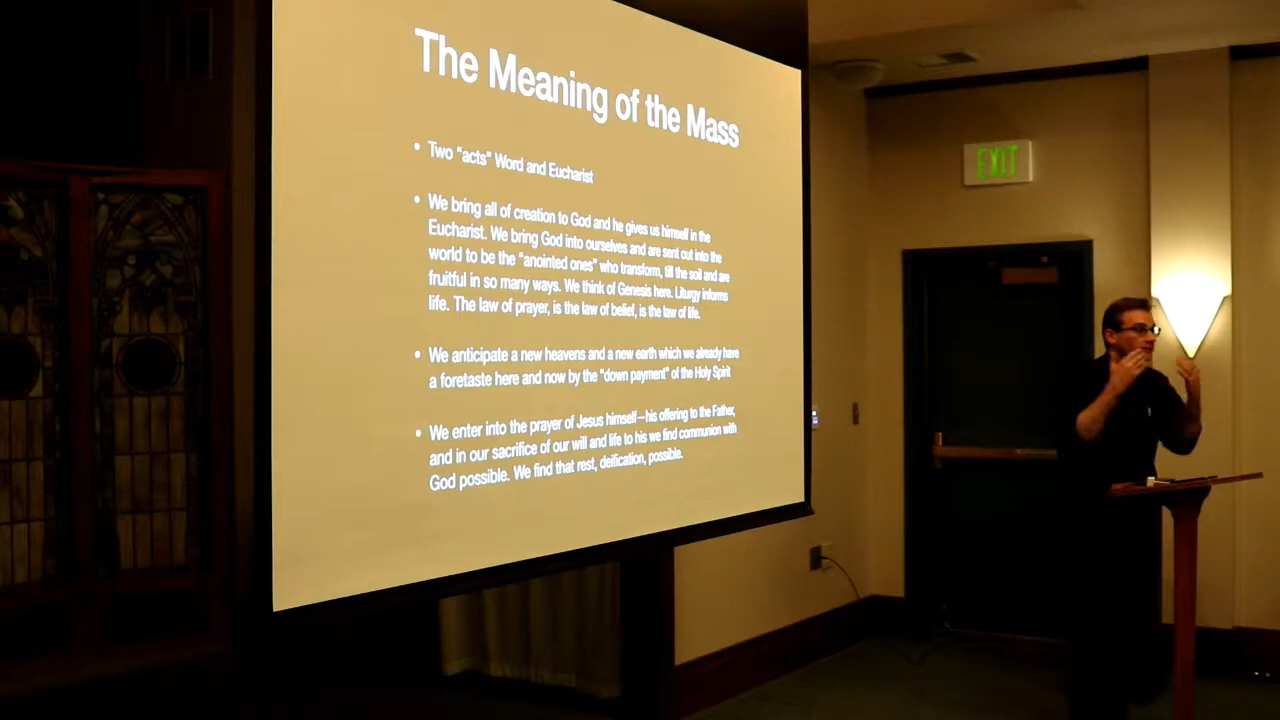 The Meaning of the Mass
• Two "acts" Word and Eucharist
• We bring all of creation to God and he gives us himself in the
Eucharist. We bring God into ourselves and are sent out into the
world to be the "anointed ones" who transform, till the soil and are
fruitful in so many ways. We think of Genesis here. Liturgy informs
life. The law of prayer, is the law of belief, is the law of life.
• We anticipate a new heavens and a new earth which we already have
a foretaste here and now by the "down payment" of the Holy Spirit
• We enter into the prayer of Jesus himself—his offering to the Father,
and in our sacrifice of our will and life to his we find communion with
God possible. We find that rest, deification, possible.
EXIT